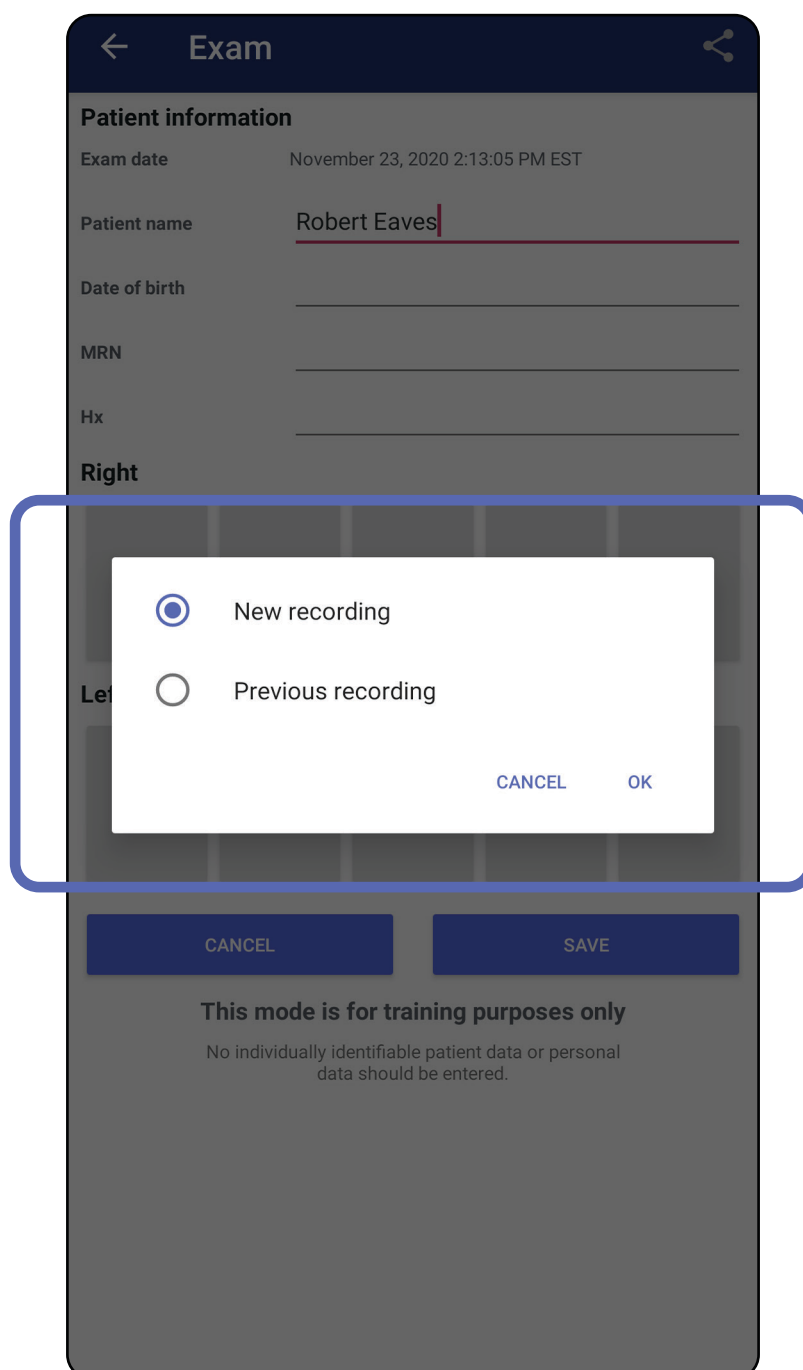 Exam
Patient information
Exam date November 23, 2020 2:13:05 PM EST
Patient name Robert Eaves
Date of birth
MRN
Hx
Right
New recording
Previous recording
CANCEL OK
CANCEL SAVE
This mode is for training purposes only
No individually identifiable patient data or personal
data should be entered.